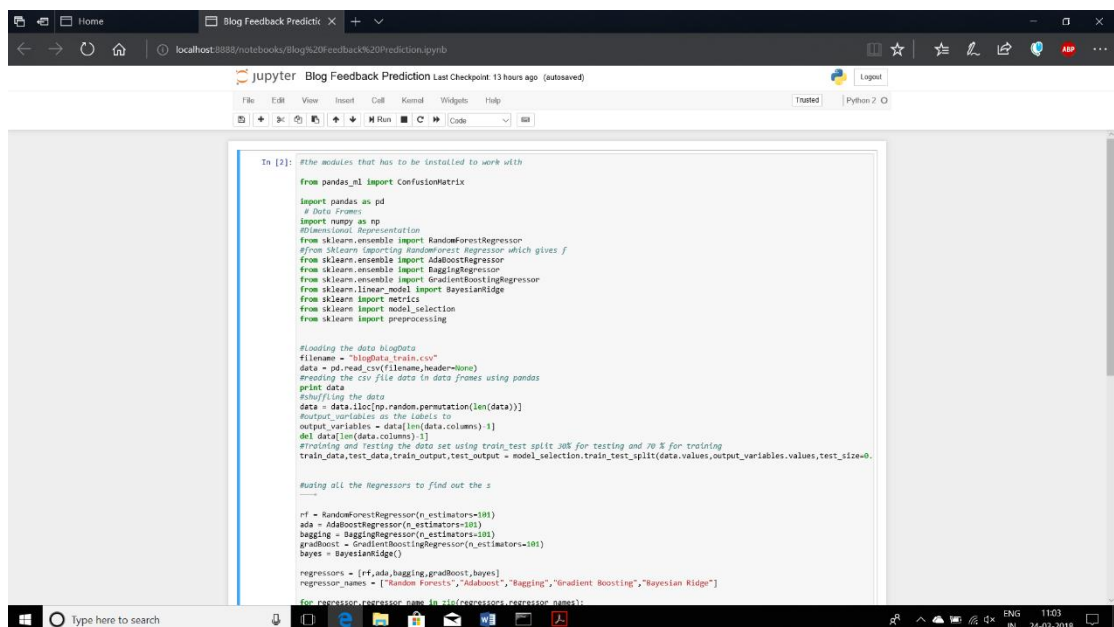 Home
Blog Feedback Predictic
localhost:8888/notebooks/Blog%20Feedback%20Prediction.ipynb
ABP
jupyter Blog Feedback Prediction Last Checkpoint: 13 hours ago (autosaved)
Logout
File Edit View Insert Cell Kernel Widgets Help
Trusted Python 2
Run Code
In [2]: #the modules that has to be installed to work with
from pandas_ml import ConfusionMatrix
import pandas as pd
# Data Frames
import numpy as np
#Dimensional Representation
from sklearn.ensemble import RandomForestRegressor
#from Sklearn importing RandomForest Regressor which gives f
from sklearn.ensemble import AdaBoostRegressor
from sklearn.ensemble import BaggingRegressor
from sklearn.ensemble import GradientBoostingRegressor
from sklearn.linear_model import BayesianRidge
from sklearn import metrics
from sklearn import model_selection
from sklearn import preprocessing
#Loading the data blogData
filename = "blogData_train.csv"
data = pd.read_csv(filename,header=None)
#reading the csv file data in data frames using pandas
print data
#shuffling the data
data = data.iloc[np.random.permutation(len(data))]
#output_variables as the labels to
output_variables = data[len(data.columns)-1]
del data[len(data.columns)-1]
#Training and Testing the data set using train_test split 30% for testing and 70 % for training
train_data,test_data,train_output,test_output = model_selection.train_test_split(data.values,output_variables.values,test_size=0.
#using all the Regressors to find out the s
rf = RandomForestRegressor(n_estimators=101)
ada = AdaBoostRegressor(n_estimators=101)
bagging = BaggingRegressor(n_estimators=101)
gradBoost = GradientBoostingRegressor(n_estimators=101)
bayes = BayesianRidge()
regressors = [rf,ada,bagging,gradBoost,bayes]
regressor_names = ["Random Forests","Adaboost","Bagging","Gradient Boosting","Bayesian Ridge"]
for regressor,regressor_name in zip(regressors,regressor_names):
Type here to search
ENG 11:03
IN 24-03-2018